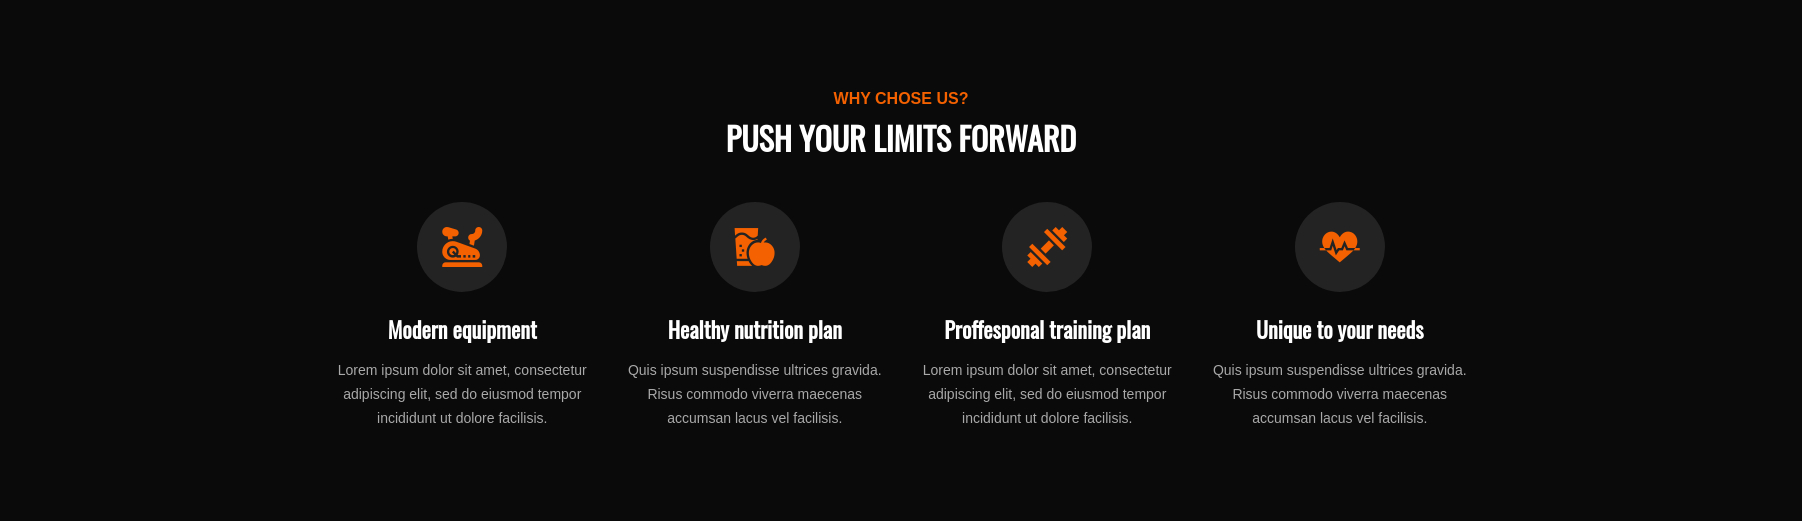 WHY CHOSE US?
PUSH YOUR LIMITS FORWARD
Modern equipment
Lorem ipsum dolor sit amet, consectetur
adipiscing elit, sed do eiusmod tempor
incididunt ut dolore facilisis.
Healthy nutrition plan
Quis ipsum suspendisse ultrices gravida.
Risus commodo viverra maecenas
accumsan lacus vel facilisis.
Proffesponal training plan
Lorem ipsum dolor sit amet, consectetur
adipiscing elit, sed do eiusmod tempor
incididunt ut dolore facilisis.
Unique to your needs
Quis ipsum suspendisse ultrices gravida.
Risus commodo viverra maecenas
accumsan lacus vel facilisis.